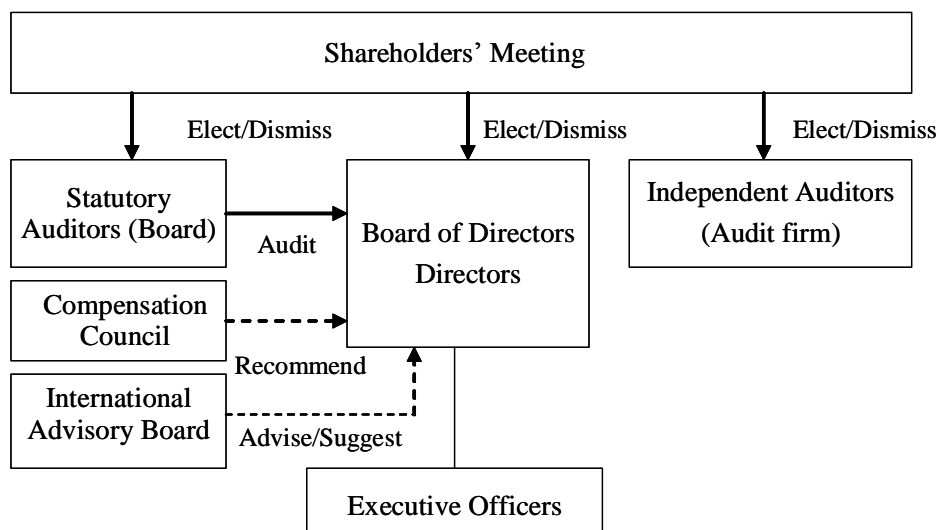 Shareholders’ Meeting
Elect/Dismiss
Elect/Dismiss
Elect/Dismiss
Statutory
Auditors (Board)
Audit
Board of Directors
Directors
Independent Auditors
(Audit firm)
Compensation
Council
Recommend
International
Advisory Board
Advise/Suggest
Executive Officers